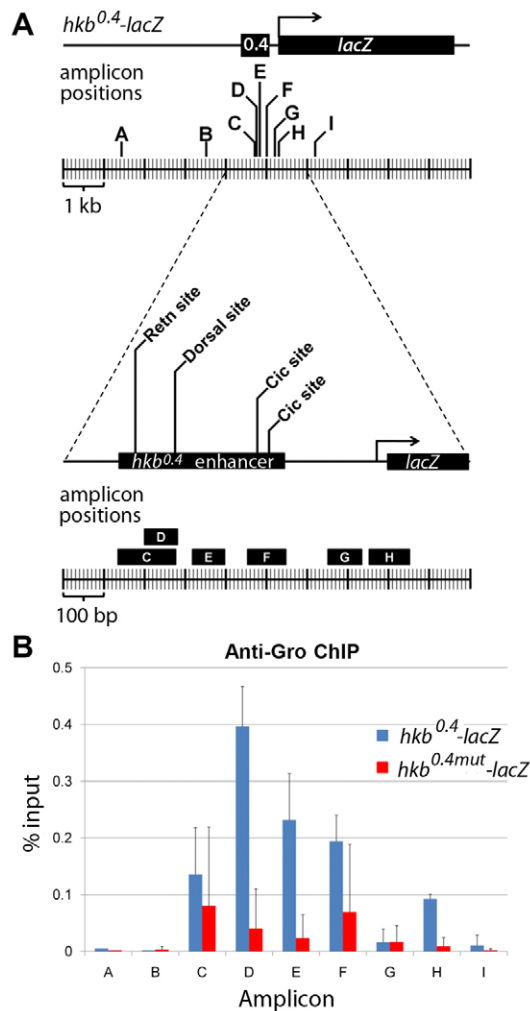 A
hkb0.4-lacZ
0.4
lacZ
amplicon
positions
A
B
C
D
E
F
G
H
I
1 kb
Retn site
Dorsal site
Cic site
Cic site
hkb0.4 enhancer
lacZ
amplicon
positions
D
C
E
F
G
H
100 bp
B
Anti-Gro ChIP
hkb0.4-lacZ
hkb0.4mut-lacZ
% input
0.5
0.4
0.3
0.2
0.1
0
A B C D E F G H I
Amplicon